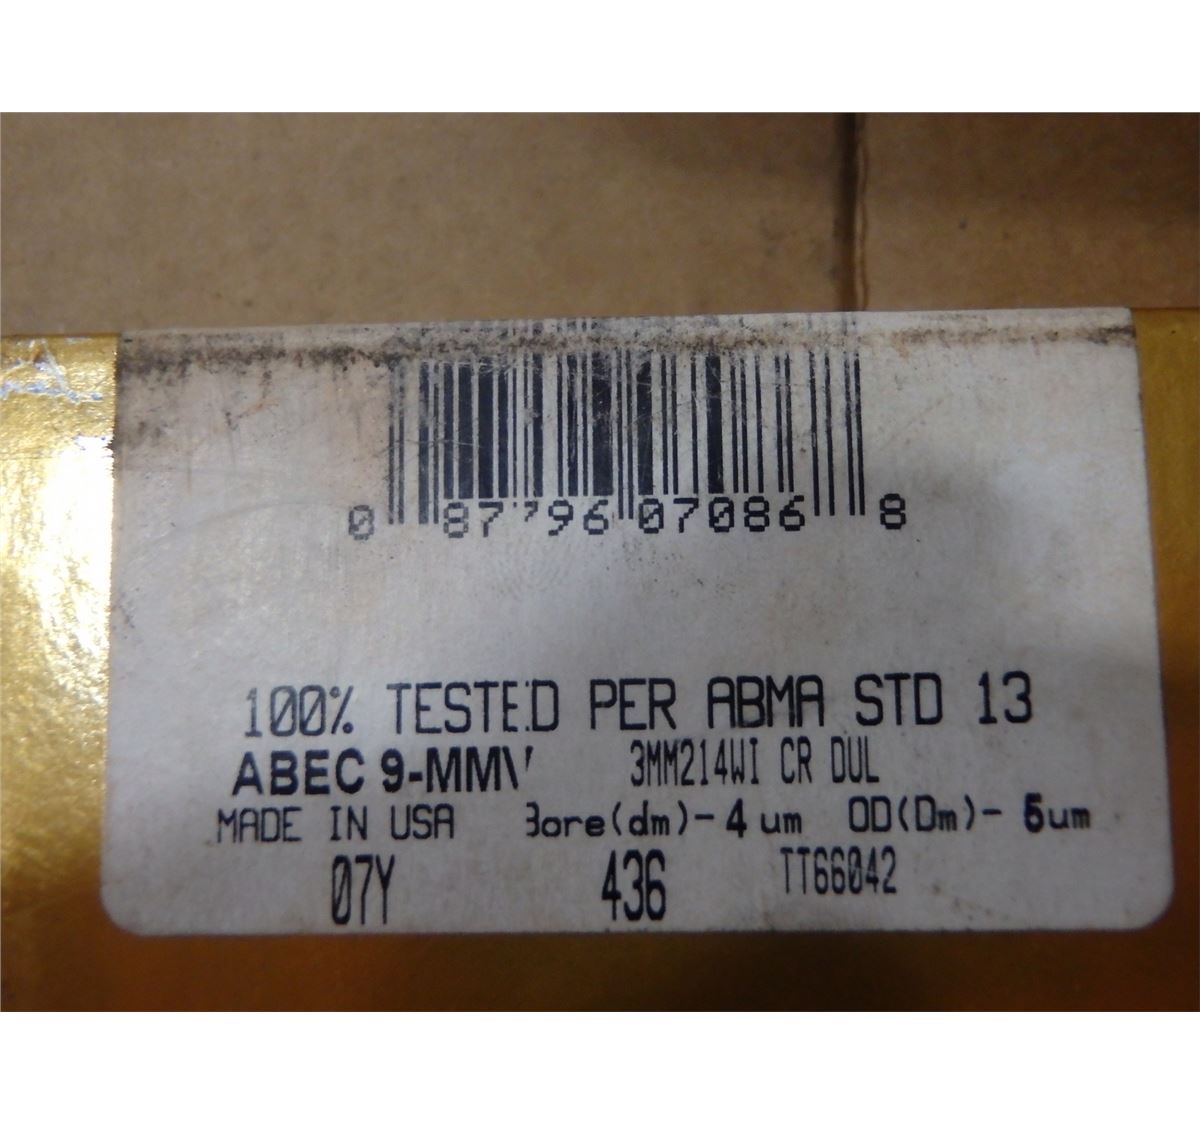 0 87796 07086 8
100% TESTED PER ABMA STD 13
ABEC 9-MMV 3MM214WI CR DUL
MADE IN USA Bore(dm)-4 um OD(Dm)-5um
07Y 436 TT66042